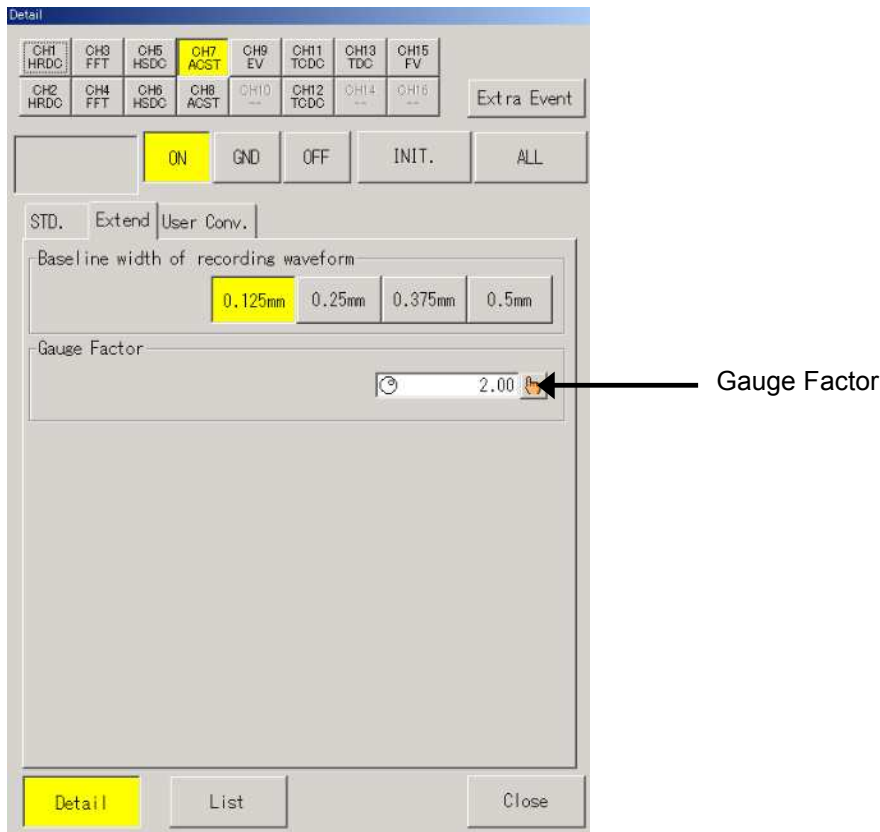 Detail
CH1 CH3 CH5 CH7 CH9 CH11 CH13 CH15
HRDC FFT HSDC ACST EV TCDC TDC FV
CH2 CH4 CH6 CH8 CH10 CH12 CH14 CH16
HRDC FFT HSDC ACST -- TCDC -- --
Extra Event
ON GND OFF INIT. ALL
STD. Extend User Conv.
Baseline width of recording waveform
0.125mm 0.25mm 0.375mm 0.5mm
Gauge Factor
2.00
Gauge Factor
Detail List Close